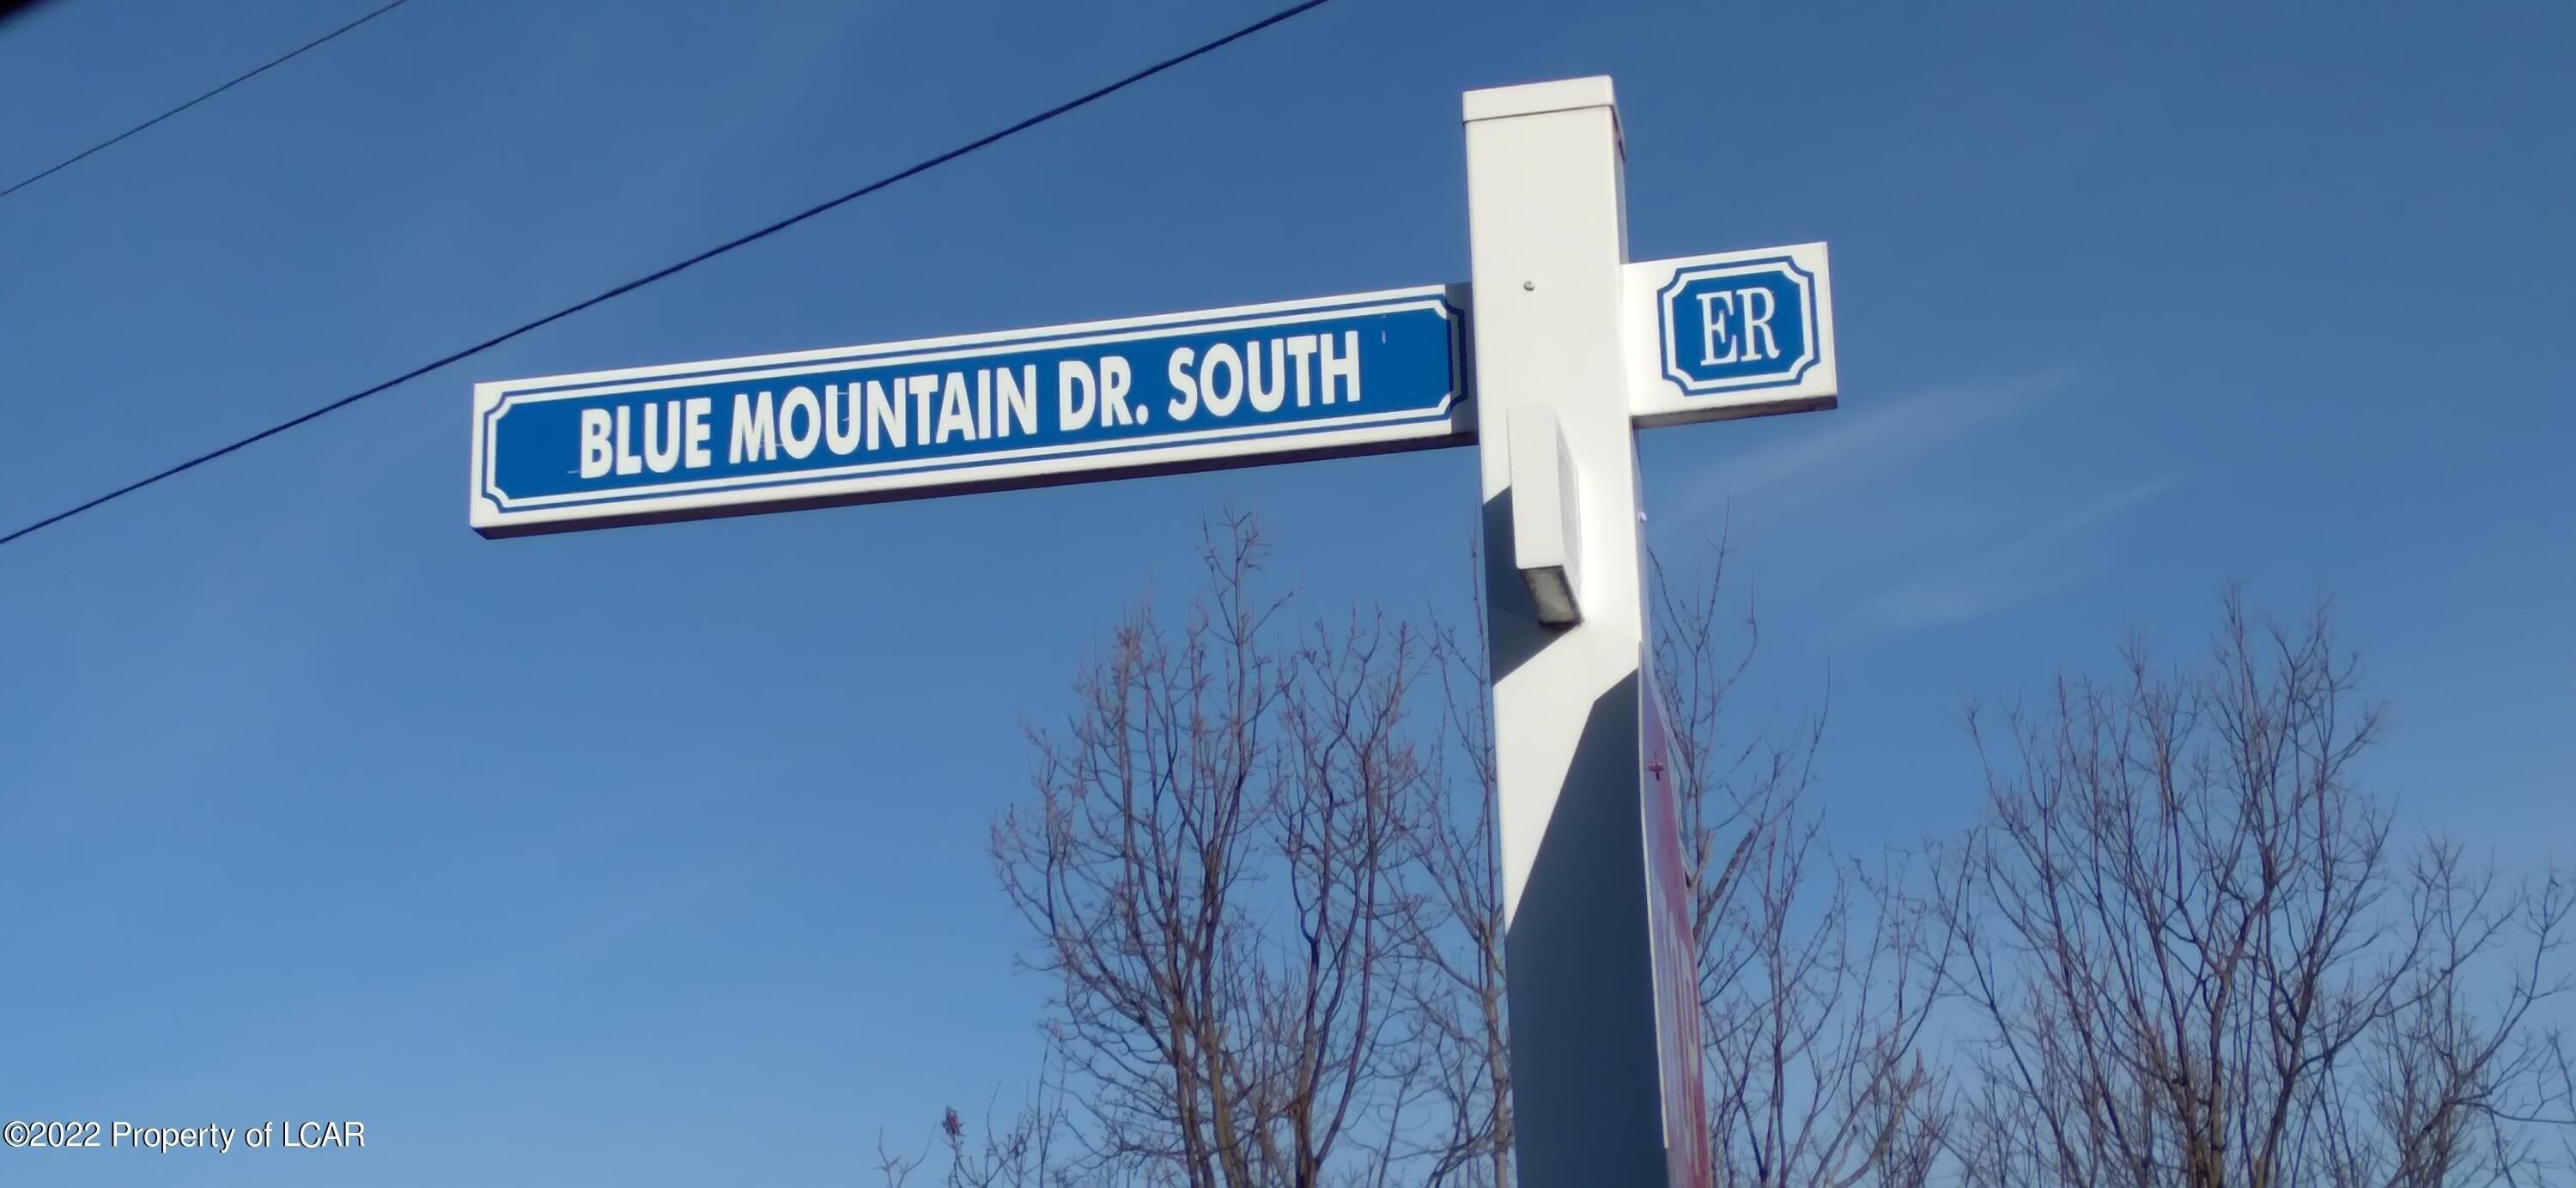 BLUE MOUNTAIN DR. SOUTH
ER
©2022 Property of LCAR